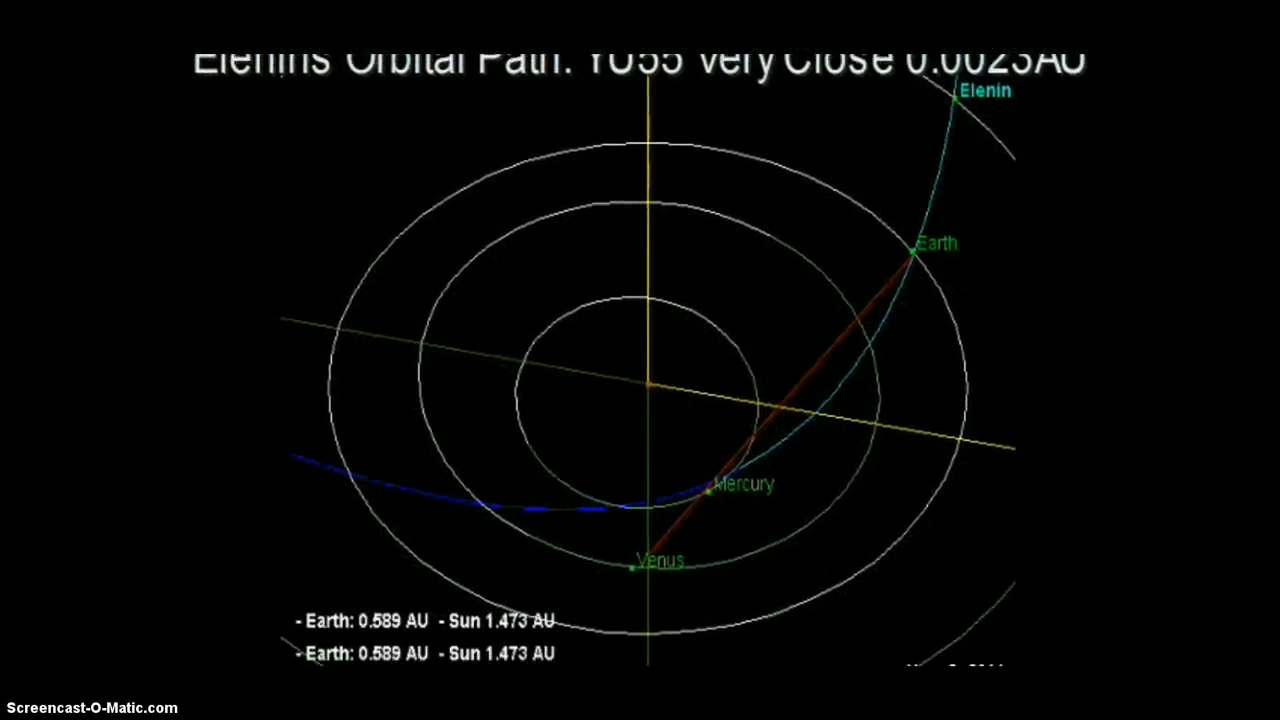 Elenins Orbital Path. YU55 Very Close 0.0023AU
Elenin
Earth
Mercury
Venus
- Earth: 0.589 AU - Sun 1.473 AU
- Earth: 0.589 AU - Sun 1.473 AU
Screencast-O-Matic.com